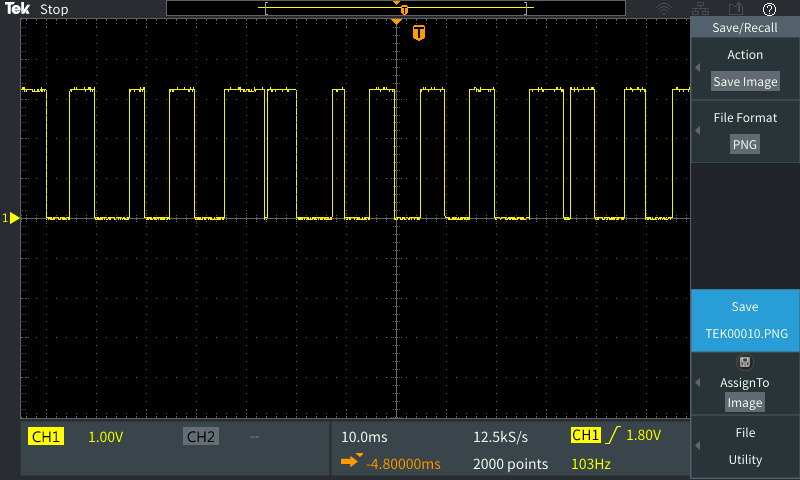 Tek Stop
T
?
T
Save/Recall
Action
Save Image
File Format
PNG
1
Save
TEK00010.PNG
AssignTo
Image
File
Utility
CH1 1.00V CH2 -- 10.0ms 12.5kS/s CH1 1.80V
-4.80000ms 2000 points 103Hz